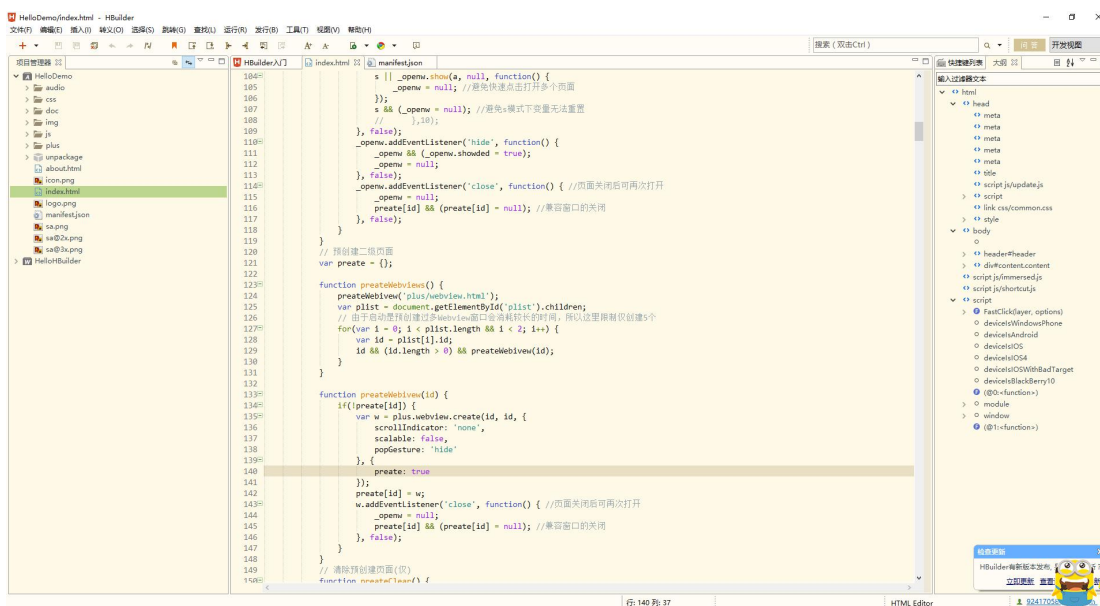 HelloDemo/index.html - HBuilder
文件(F) 编辑(E) 插入(I) 转义(O) 选择(S) 跳转(G) 查找(L) 运行(R) 发行(B) 工具(T) 视图(V) 帮助(H)
搜索（双击Ctrl）
问答 开发视图
项目管理器
HelloDemo
audio
css
doc
img
js
plus
unpackage
about.html
icon.png
index.html
logo.png
manifest.json
sa.png
sa@2x.png
sa@3x.png
HelloHBuilder
HBuilder入门 index.html manifest.json
104 s || _openw.show(a, null, function() {
105 _openw = null; //避免快速点击打开多个页面
106 });
107 s && (_openw = null); //避免s模式下变量无法重置
108 // },10);
109 }, false);
110 _openw.addEventListener('hide', function() {
111 _openw && (_openw.showded = true);
112 _openw = null;
113 }, false);
114 _openw.addEventListener('close', function() { //页面关闭后可再次打开
115 _openw = null;
116 preate[id] && (preate[id] = null); //兼容窗口的关闭
117 }, false);
118 }
119 }
120 // 预创建二级页面
121 var preate = {};
122
123 function preateWebviews() {
124 preateWebivew('plus/webview.html');
125 var plist = document.getElementById('plist').children;
126 // 由于启动是预创建过多Webview窗口会消耗较长的时间，所以这里限制仅创建5个
127 for(var i = 0; i < plist.length && i < 2; i++) {
128 var id = plist[i].id;
129 id && (id.length > 0) && preateWebivew(id);
130 }
131 }
132
133 function preateWebivew(id) {
134 if(!preate[id]) {
135 var w = plus.webview.create(id, id, {
136 scrollIndicator: 'none',
137 scalable: false,
138 popGesture: 'hide'
139 }, {
140 preate: true
141 });
142 preate[id] = w;
143 w.addEventListener('close', function() { //页面关闭后可再次打开
144 _openw = null;
145 preate[id] && (preate[id] = null); //兼容窗口的关闭
146 }, false);
147 }
148 }
149 // 清除预创建页面(仅)
150 function preateClear() {
快捷键列表 大纲
输入过滤器文本
html
head
meta
meta
meta
meta
meta
title
script js/update.js
script
link css/common.css
style
body
header#header
div#content.content
script js/immersed.js
script js/shortcut.js
script
FastClick(layer, options)
deviceIsWindowsPhone
deviceIsAndroid
deviceIsIOS
deviceIsIOS4
deviceIsIOSWithBadTarget
deviceIsBlackBerry10
(@0:<function>)
module
window
(@1:<function>)
检查更新
HBuilder有新版本发布,
立即更新
行: 140 列: 37
HTML Editor